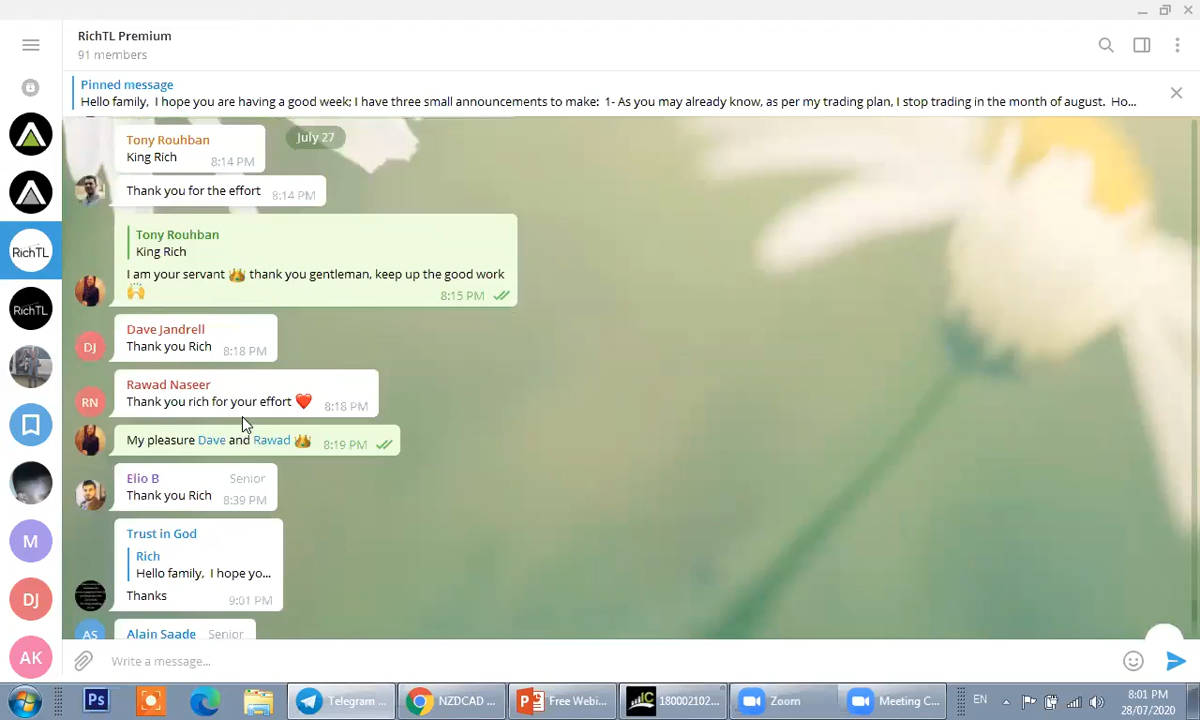 RichTL Premium
91 members
Pinned message
Hello family, I hope you are having a good week; I have three small announcements to make: 1- As you may already know, as per my trading plan, I stop trading in the month of august. Ho...
July 27
Tony Rouhban
King Rich
8:14 PM
Thank you for the effort
8:14 PM
Tony Rouhban
King Rich
I am your servant 👑 thank you gentleman, keep up the good work
🙌
8:15 PM
Dave Jandrell
DJ
Thank you Rich
8:18 PM
Rawad Naseer
RN
Thank you rich for your effort ❤️
8:18 PM
My pleasure Dave and Rawad 👑
8:19 PM
Elio B Senior
Thank you Rich
8:39 PM
Trust in God
Rich
Hello family, I hope yo...
Thanks
9:01 PM
AS
Alain Saade Senior
RichTL
RichTL
M
DJ
AK
Write a message...
Ps
Telegram ...
NZDCAD ...
Free Webi...
IC
180002102...
Zoom
Meeting C...
EN
8:01 PM
28/07/2020